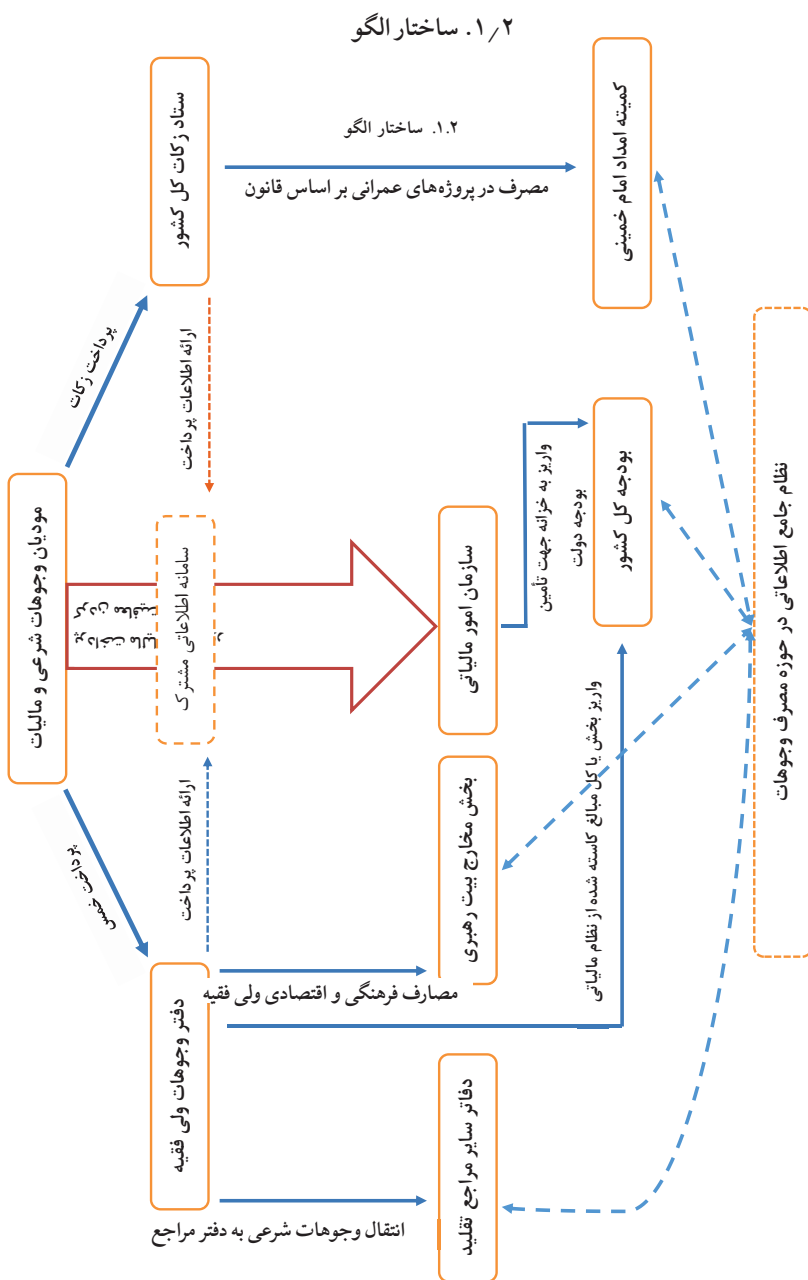 ۱٫۲. ساختار الگو
ستاد زکات کل کشور
۱.۲. ساختار الگو
مصرف در پروژه‌های عمرانی بر اساس قانون
کمیته امداد امام خمینی
پرداخت زکات
ارائه اطلاعات پرداخت
مودیان وجوهات شرعی و مالیات
پرداخت
کردن معافیت
سامانه اطلاعاتی مشترک
سازمان امور مالیاتی
واریز به خزانه جهت تأمین
بودجه دولت
بودجه کل کشور
نظام جامع اطلاعاتی در حوزه مصرف وجوهات
پرداخت خمس
ارائه اطلاعات پرداخت
بخش مخارج بیت رهبری
واریز بخش یا کل مبالغ کاسته شده از نظام مالیاتی
دفتر وجوهات ولی فقیه
مصارف فرهنگی و اقتصادی ولی فقیه
دفاتر سایر مراجع تقلید
انتقال وجوهات شرعی به دفتر مراجع